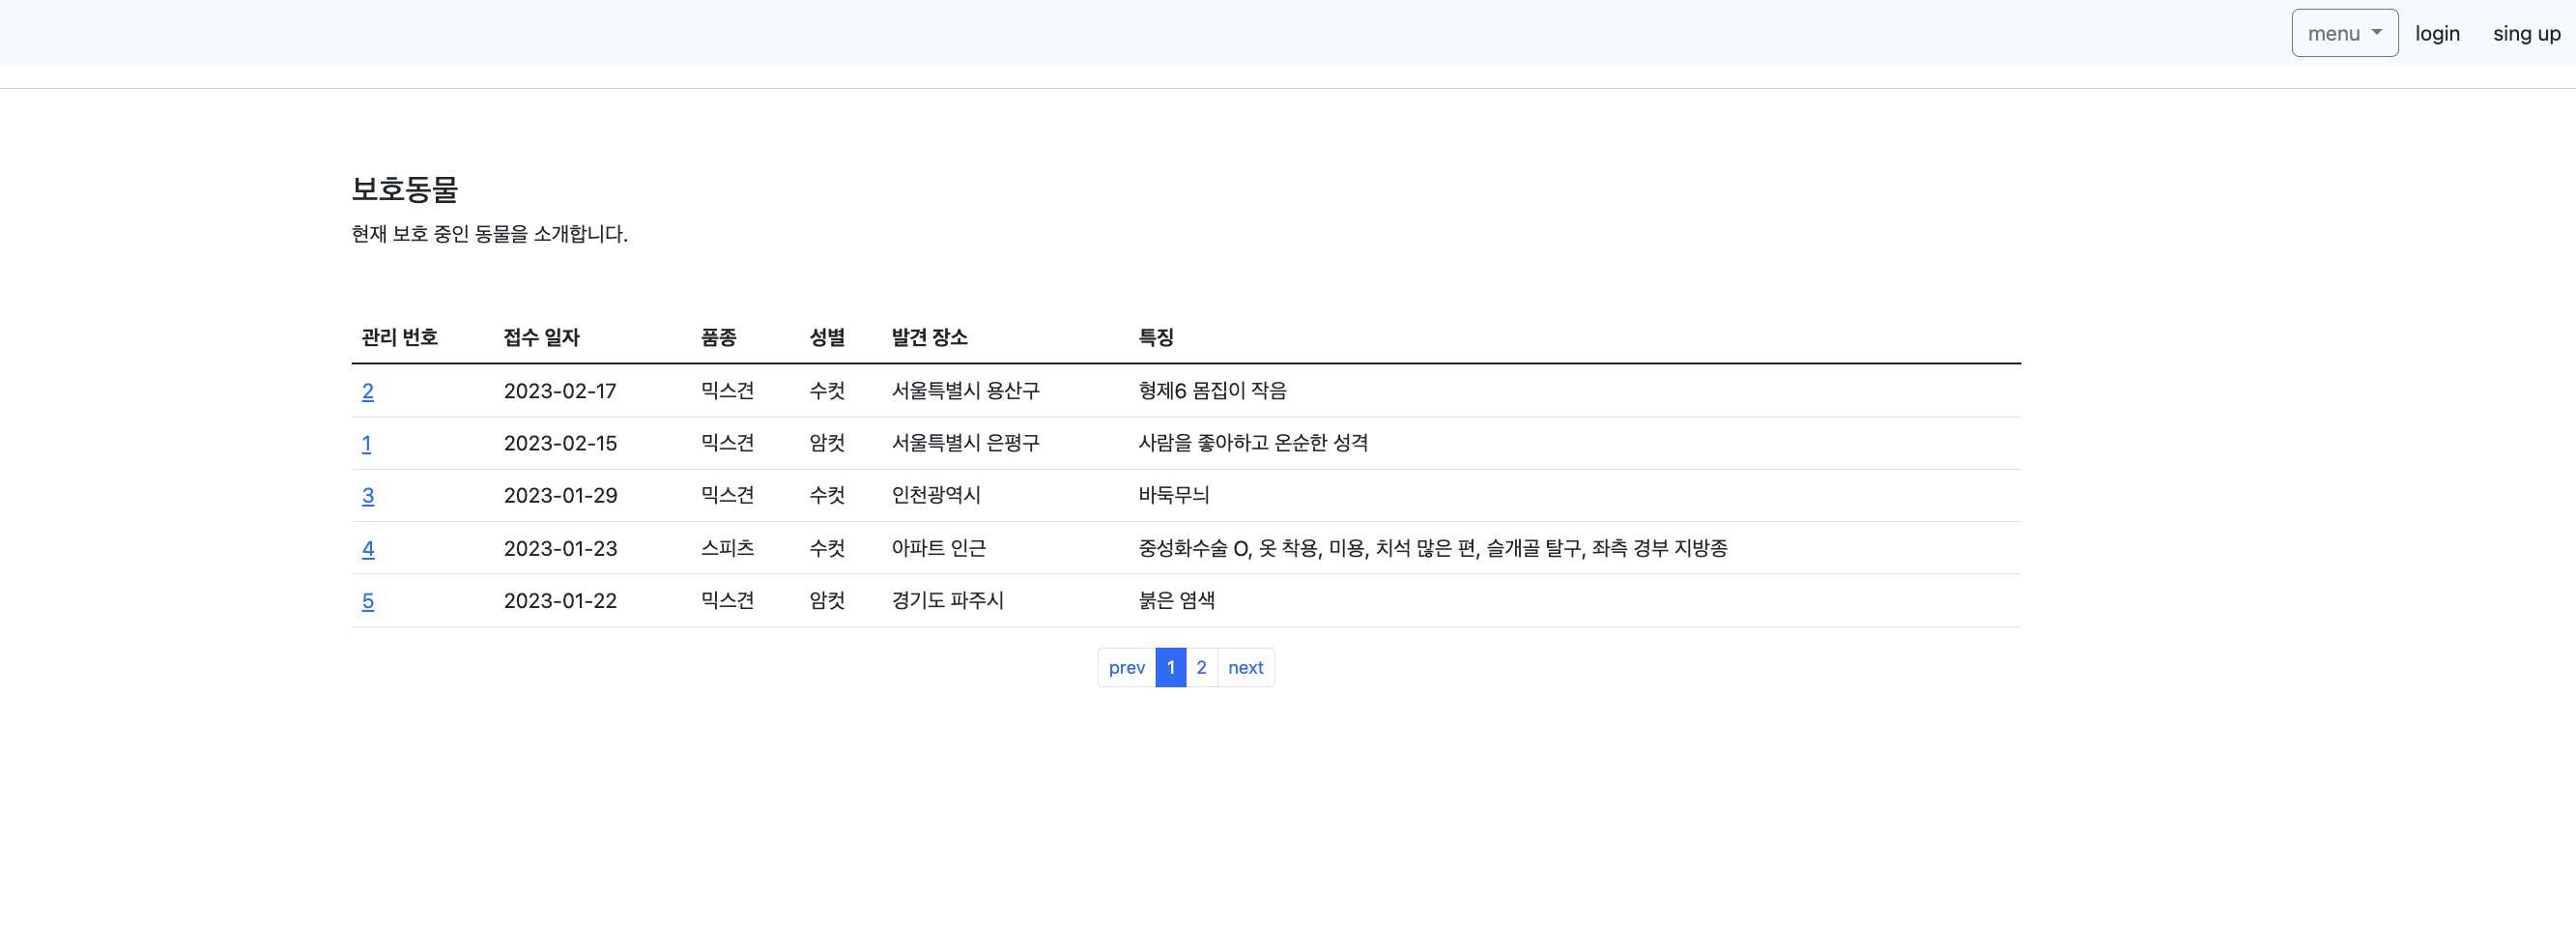 menu login sing up
보호동물
현재 보호 중인 동물을 소개합니다.
관리 번호 접수 일자 품종 성별 발견 장소 특징
2 2023-02-17 믹스견 수컷 서울특별시 용산구 형제6 몸집이 작음
1 2023-02-15 믹스견 암컷 서울특별시 은평구 사람을 좋아하고 온순한 성격
3 2023-01-29 믹스견 수컷 인천광역시 바둑무늬
4 2023-01-23 스피츠 수컷 아파트 인근 중성화수술 O, 옷 착용, 미용, 치석 많은 편, 슬개골 탈구, 좌측 경부 지방종
5 2023-01-22 믹스견 암컷 경기도 파주시 붉은 염색
prev 1 2 next